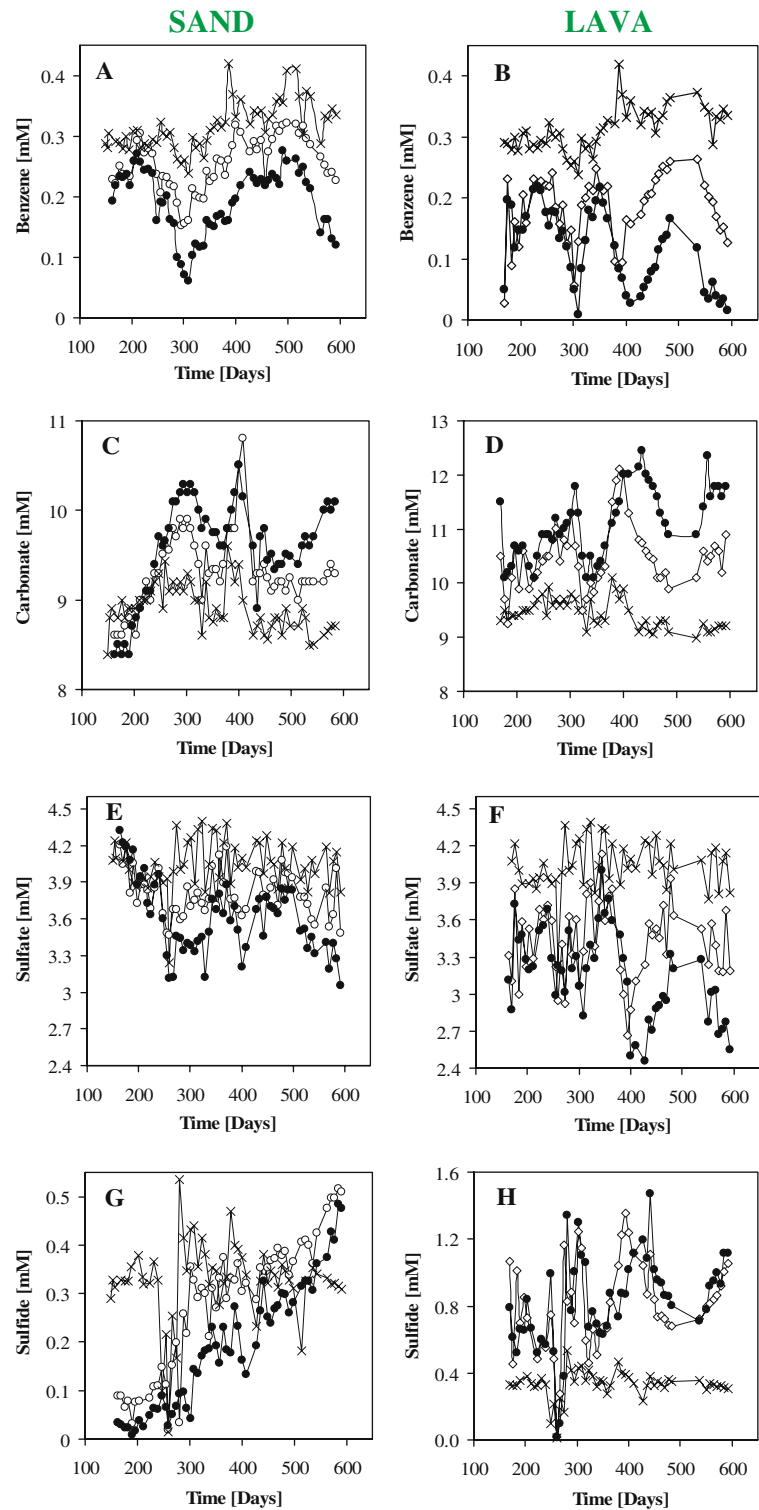 SAND
LAVA
A
Benzene [mM]
0.4
0.3
0.2
0.1
0
100 200 300 400 500 600
Time [Days]
B
Benzene [mM]
0.4
0.3
0.2
0.1
0
100 200 300 400 500 600
Time [Days]
C
Carbonate [mM]
11
10
9
8
100 200 300 400 500 600
Time [Days]
D
Carbonate [mM]
13
12
11
10
9
8
100 200 300 400 500 600
Time [Days]
E
Sulfate [mM]
4.5
4.2
3.9
3.6
3.3
3
2.7
2.4
100 200 300 400 500 600
Time [Days]
F
Sulfate [mM]
4.5
4.2
3.9
3.6
3.3
3
2.7
2.4
100 200 300 400 500 600
Time [Days]
G
Sulfide [mM]
0.5
0.4
0.3
0.2
0.1
0
100 200 300 400 500 600
Time [Days]
H
Sulfide [mM]
1.6
1.2
0.8
0.4
0.0
100 200 300 400 500 600
Time [Days]